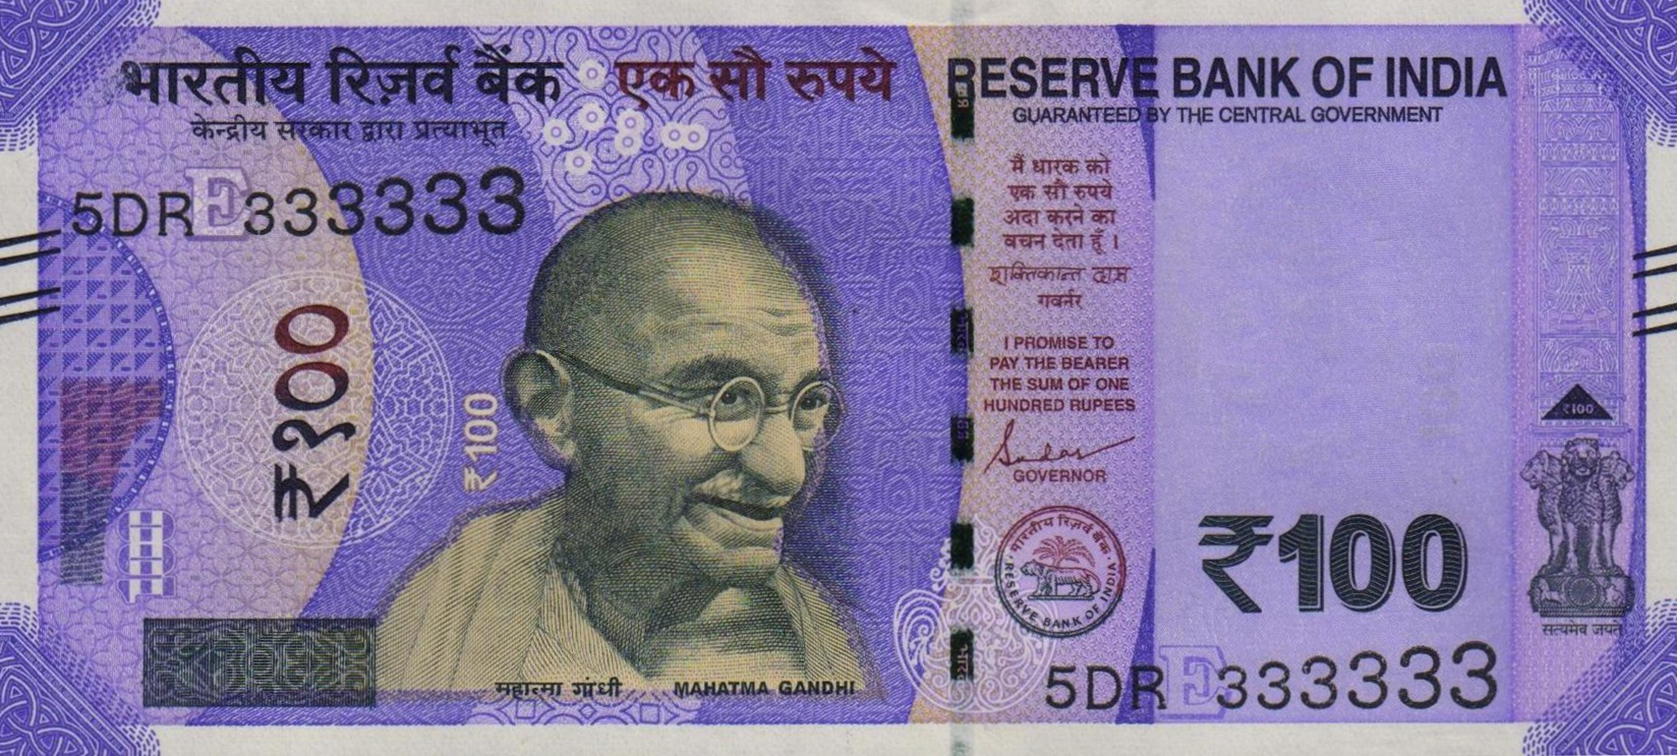 भारतीय रिज़र्व बैंक
केन्द्रीय सरकार द्वारा प्रत्याभूत
एक सौ रुपये
RESERVE BANK OF INDIA
GUARANTEED BY THE CENTRAL GOVERNMENT
5DR 333333
E
₹१००
₹100
मैं धारक को
एक सौ रुपये
अदा करने का
वचन देता हूँ।
शक्तिकान्त दास
गवर्नर
I PROMISE TO
PAY THE BEARER
THE SUM OF ONE
HUNDRED RUPEES
GOVERNOR
भारतीय रिज़र्व बैंक
RESERVE BANK OF INDIA
₹100
₹100
सत्यमेव जयते
महात्मा गांधी
MAHATMA GANDHI
5DR 333333
E